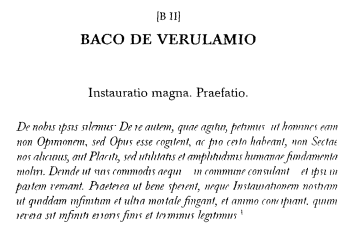 [B II]
BACO DE VERULAMIO
Instauratio magna. Praefatio.
De nobis ipsis silemus: De re autem, quae agitur, petimus: ut homines eam
non Opinionem, sed Opus esse cogitent, ac pro certo habeant, non Sectae
nos alicuius, aut Placiti, sed utilitatis et amplitudinis humanae fundamenta
moliri. Deinde ut suis commodis aequi in commune consulant et ipsi in
partem veniant. Praeterea ut bene sperent, neque Instaurationem nostram
ut quiddam infinitum et ultra mortale fingant, et animo concipiant; quum
revera sit infiniti erroris finis et terminus legitimus